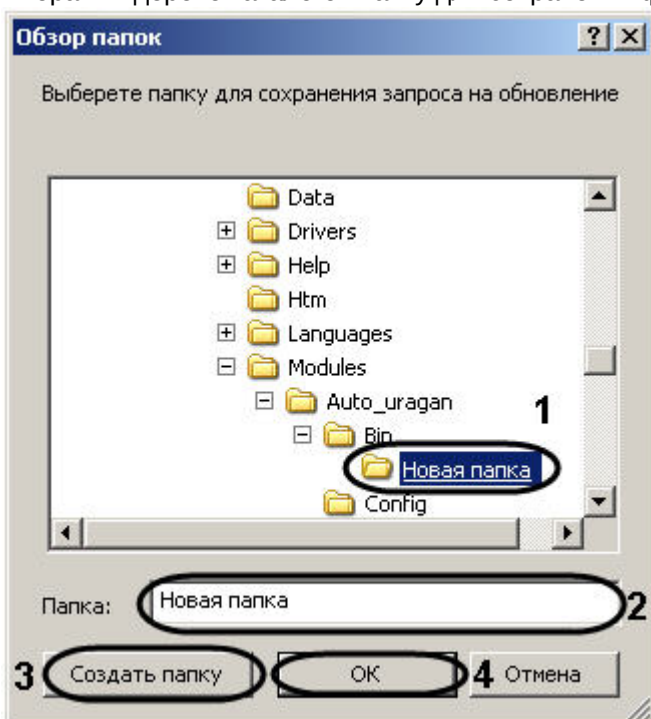 Обзор папок
Выберете папку для сохранения запроса на обновление
Data
Drivers
Help
Htm
Languages
Modules
Auto_uragan
1
Bin
Новая папка
Config
Папка: Новая папка 2
3 Создать папку OK 4 Отмена